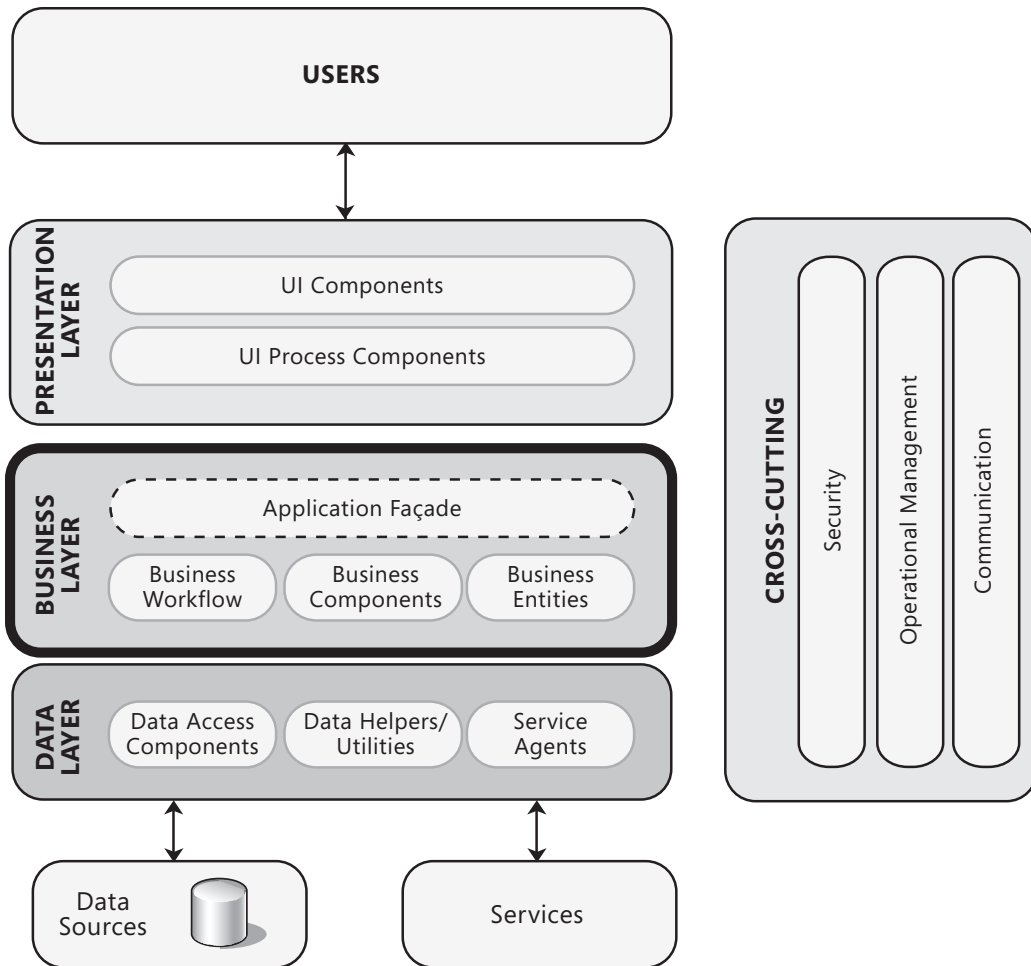 USERS
PRESENTATION
LAYER
UI Components
UI Process Components
BUSINESS
LAYER
Application Façade
Business
Workflow
Business
Components
Business
Entities
DATA
LAYER
Data Access
Components
Data Helpers/
Utilities
Service
Agents
Data
Sources
Services
CROSS-CUTTING
Security
Operational Management
Communication